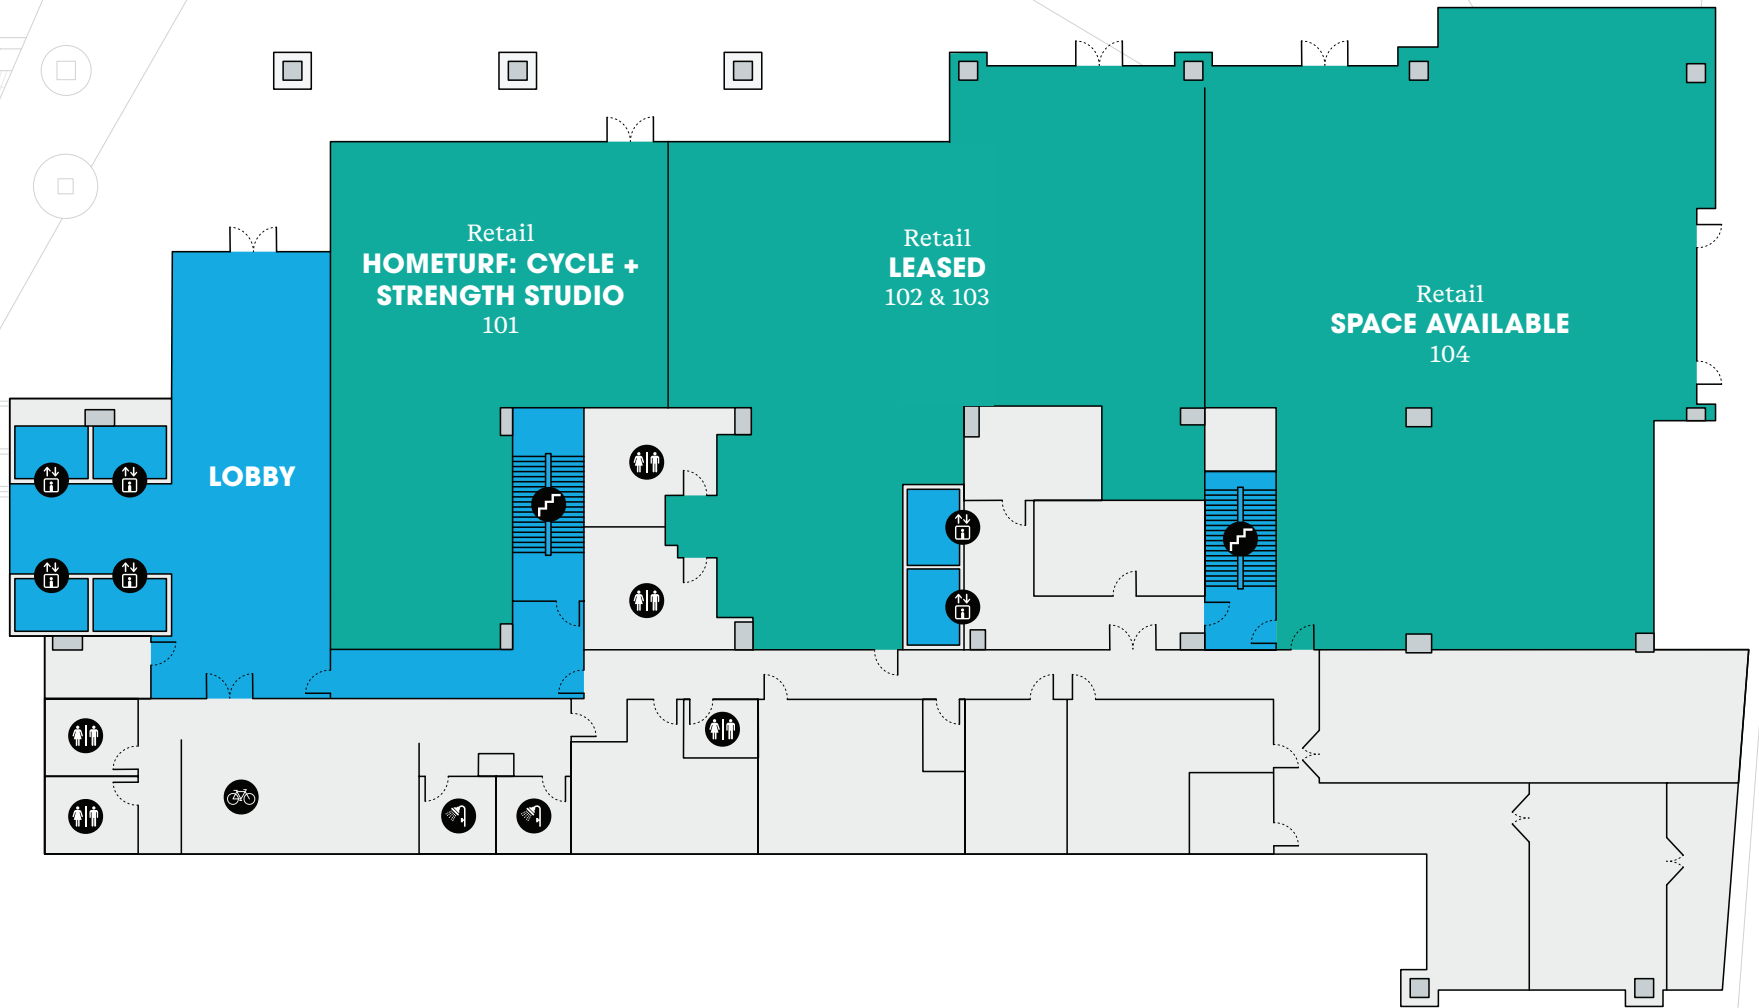 Retail
HOMETURF: CYCLE +
STRENGTH STUDIO
101
Retail
LEASED
102 & 103
Retail
SPACE AVAILABLE
104
LOBBY